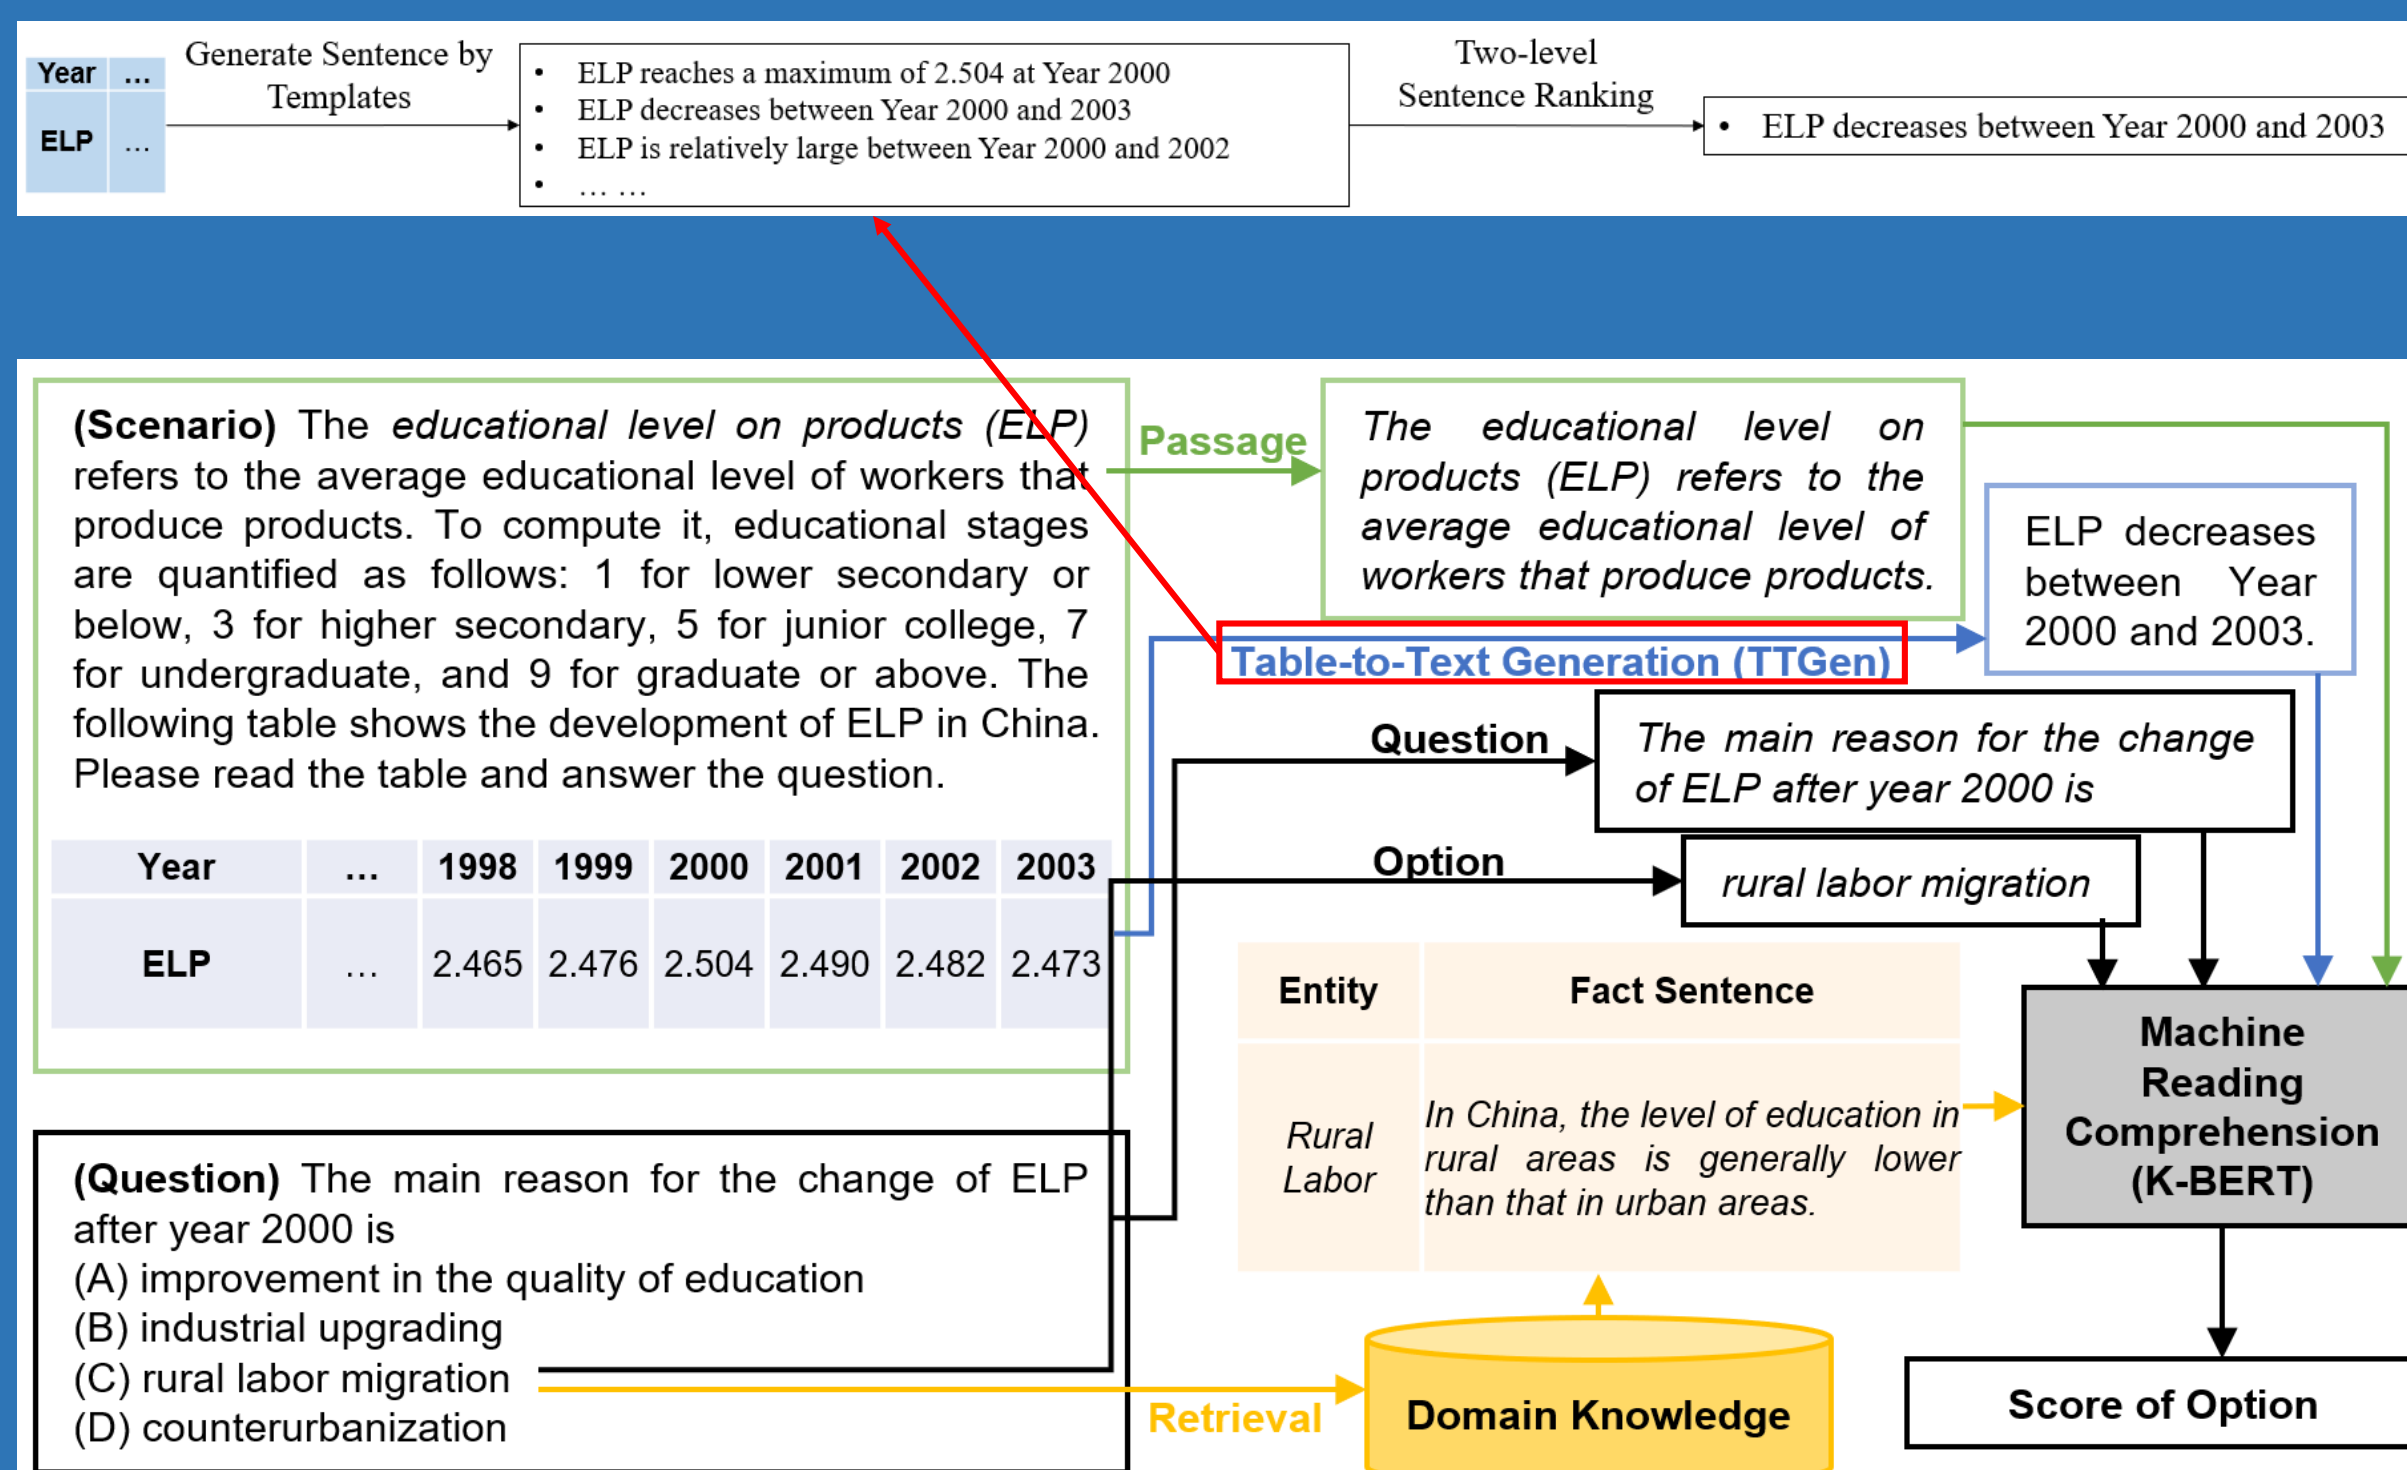 Year ...
ELP ...
Generate Sentence by
Templates
• ELP reaches a maximum of 2.504 at Year 2000
• ELP decreases between Year 2000 and 2003
• ELP is relatively large between Year 2000 and 2002
• ... ...
Two-level
Sentence Ranking
• ELP decreases between Year 2000 and 2003
(Scenario) The educational level on products (ELP)
refers to the average educational level of workers that
produce products. To compute it, educational stages
are quantified as follows: 1 for lower secondary or
below, 3 for higher secondary, 5 for junior college, 7
for undergraduate, and 9 for graduate or above. The
following table shows the development of ELP in China.
Please read the table and answer the question.
Year ... 1998 1999 2000 2001 2002 2003
ELP ... 2.465 2.476 2.504 2.490 2.482 2.473
Passage
The educational level on
products (ELP) refers to the
average educational level of
workers that produce products.
Table-to-Text Generation (TTGen)
ELP decreases
between Year
2000 and 2003.
Question
The main reason for the change
of ELP after year 2000 is
Option
rural labor migration
Entity Fact Sentence
Rural
Labor
In China, the level of education in
rural areas is generally lower
than that in urban areas.
Machine
Reading
Comprehension
(K-BERT)
(Question) The main reason for the change of ELP
after year 2000 is
(A) improvement in the quality of education
(B) industrial upgrading
(C) rural labor migration
(D) counterurbanization
Retrieval
Domain Knowledge
Score of Option